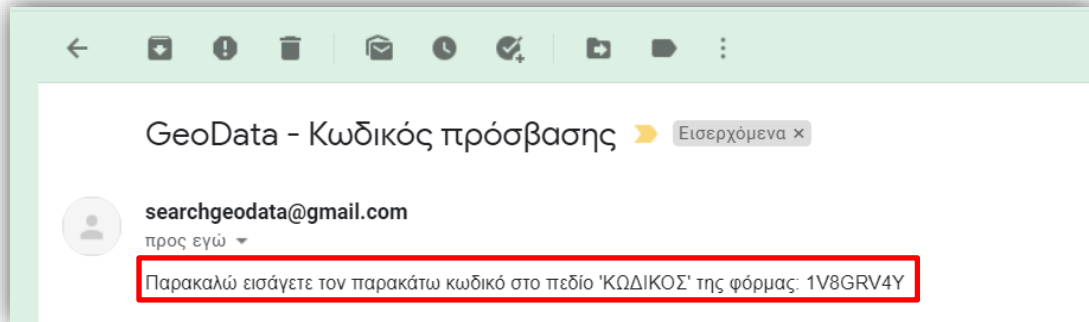 GeoData - Κωδικός πρόσβασης Εισερχόμενα ×
searchgeodata@gmail.com
προς εγώ
Παρακαλώ εισάγετε τον παρακάτω κωδικό στο πεδίο 'ΚΩΔΙΚΟΣ' της φόρμας: 1V8GRV4Y